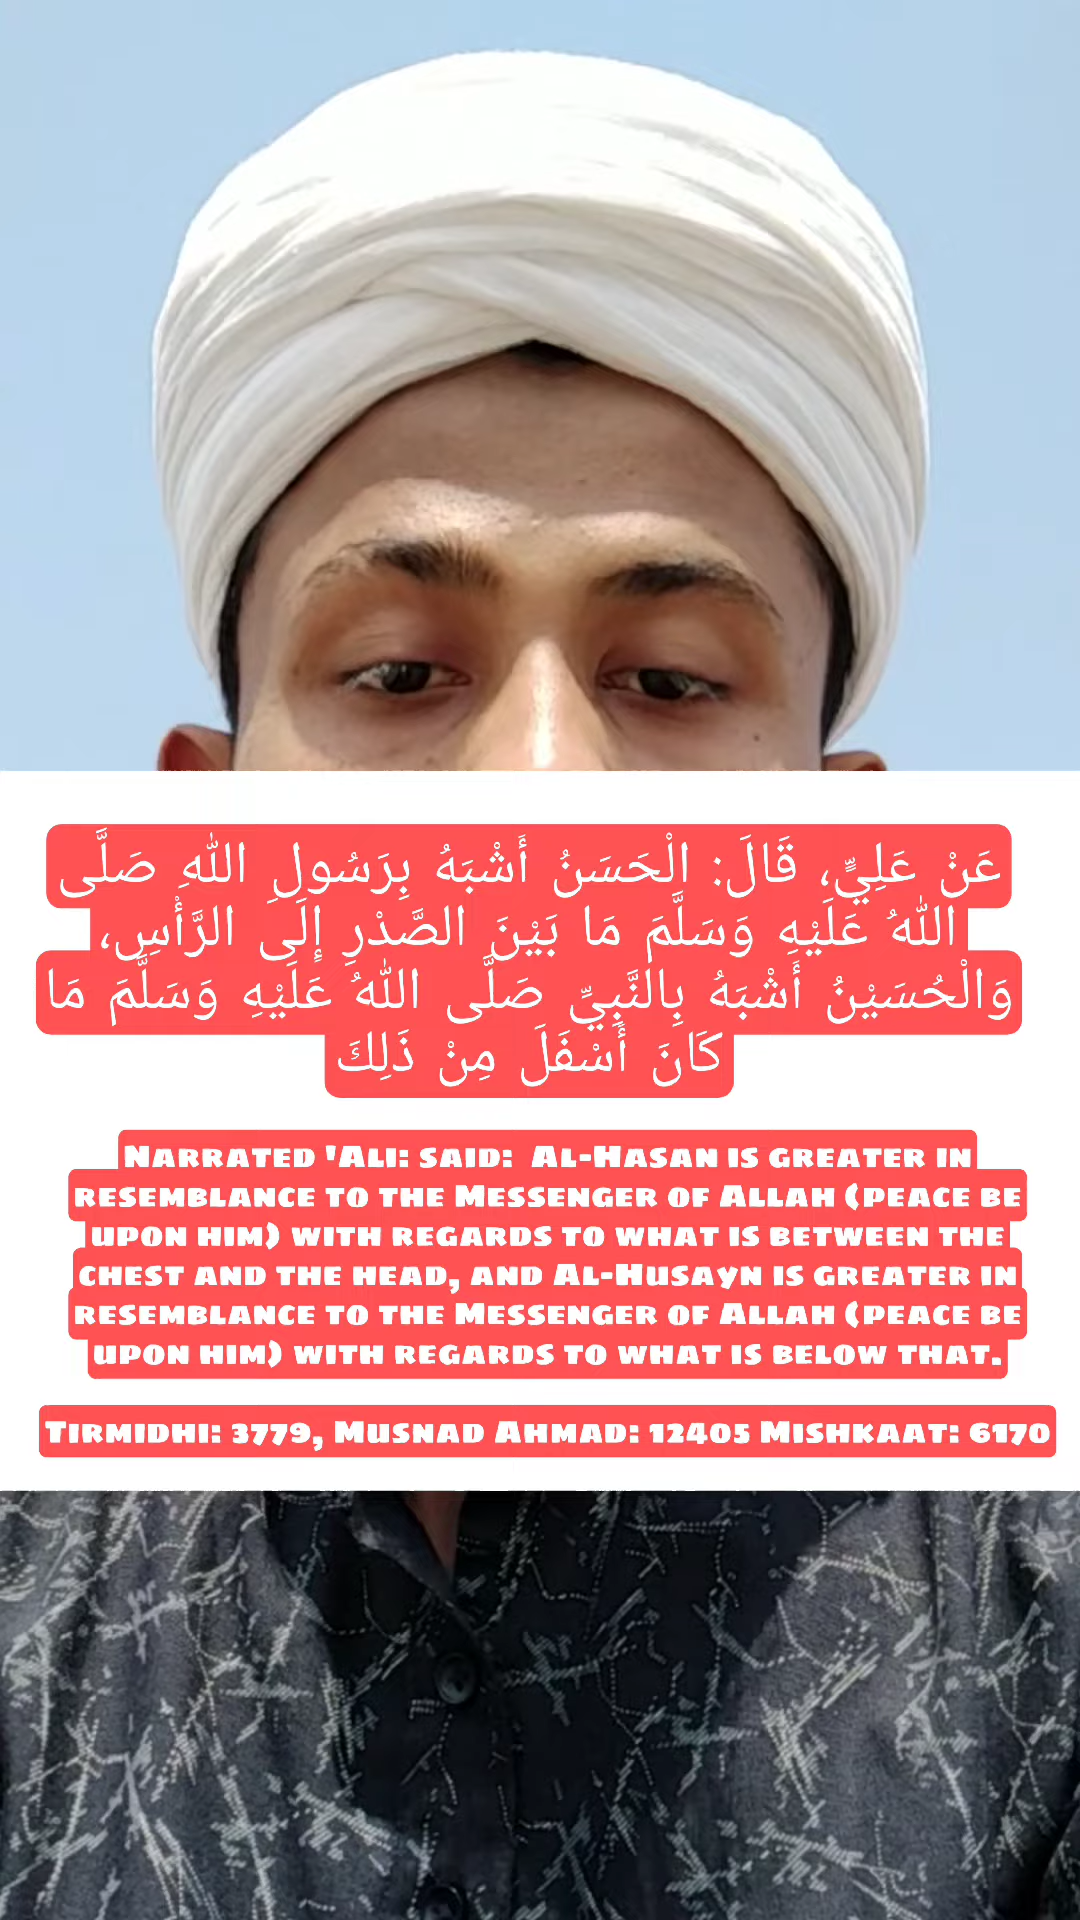 عَنْ عَلِيٍّ، قَالَ: الْحَسَنُ أَشْبَهُ بِرَسُولِ اللهِ صَلَّى
اللهُ عَلَيْهِ وَسَلَّمَ مَا بَيْنَ الصَّدْرِ إِلَى الرَّأْسِ،
وَالْحُسَيْنُ أَشْبَهُ بِالنَّبِيِّ صَلَّى اللهُ عَلَيْهِ وَسَلَّمَ مَا
كَانَ أَسْفَلَ مِنْ ذَلِكَ
Narrated 'Ali: said: Al-Hasan is greater in
resemblance to the Messenger of Allah (peace be
upon him) with regards to what is between the
chest and the head, and Al-Husayn is greater in
resemblance to the Messenger of Allah (peace be
upon him) with regards to what is below that.
Tirmidhi: 3779, Musnad Ahmad: 12405 Mishkaat: 6170